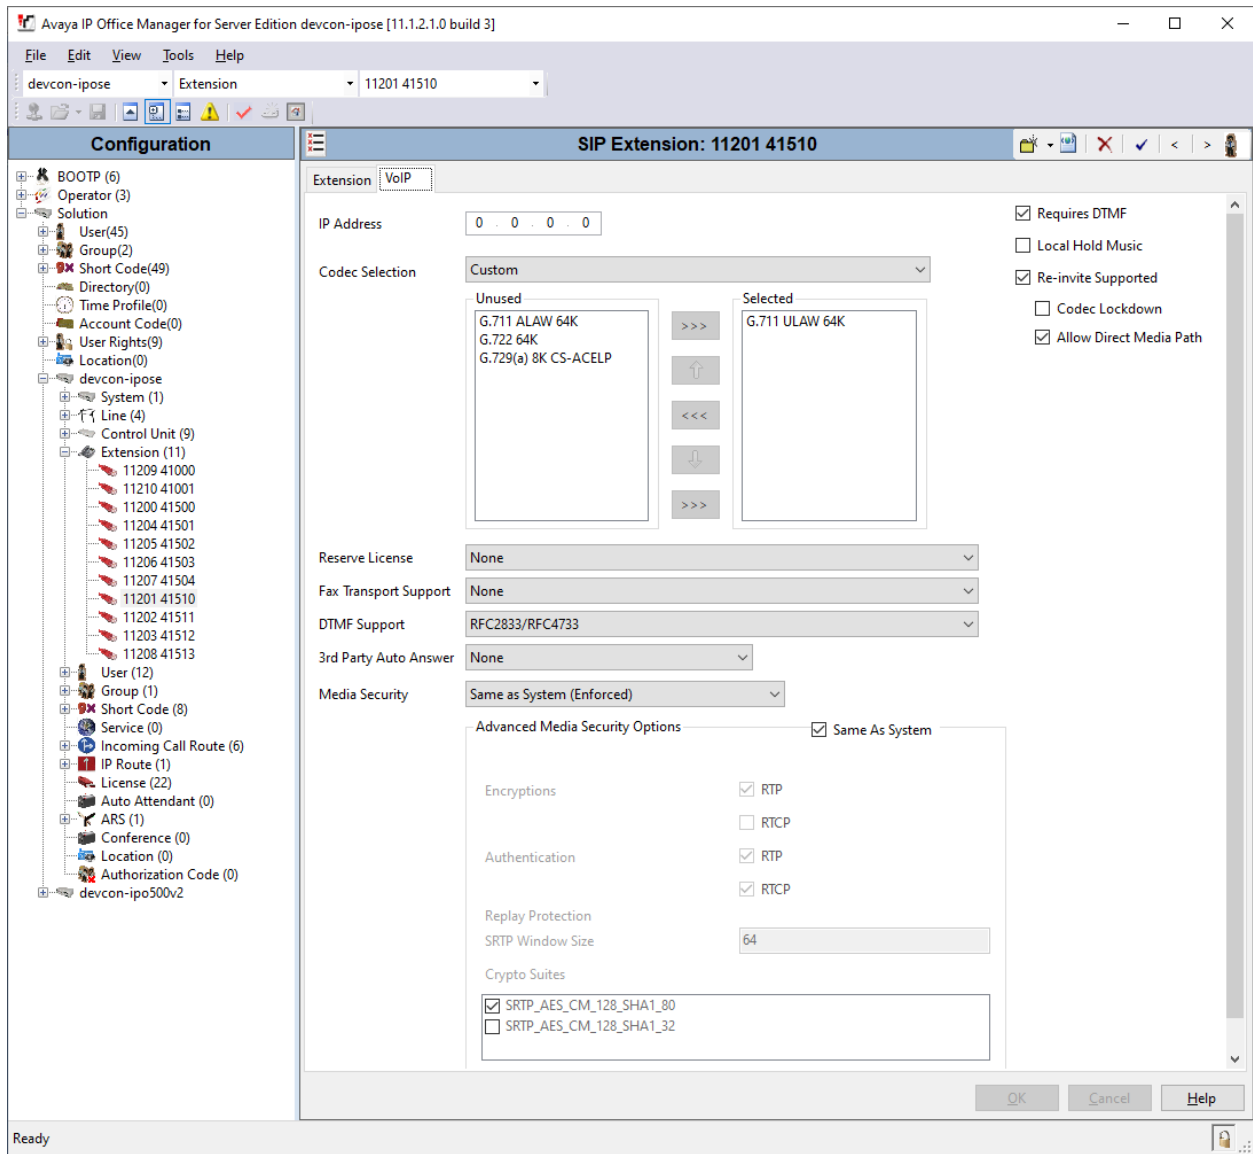 Avaya IP Office Manager for Server Edition devcon-ipose [11.1.2.1.0 build 3]
File Edit View Tools Help
devcon-ipose Extension 11201 41510
Configuration
BOOTP (6)
Operator (3)
Solution
User(45)
Group(2)
Short Code(49)
Directory(0)
Time Profile(0)
Account Code(0)
User Rights(9)
Location(0)
devcon-ipose
System (1)
Line (4)
Control Unit (9)
Extension (11)
11209 41000
11210 41001
11200 41500
11204 41501
11205 41502
11206 41503
11207 41504
11201 41510
11202 41511
11203 41512
11208 41513
User (12)
Group (1)
Short Code (8)
Service (0)
Incoming Call Route (6)
IP Route (1)
License (22)
Auto Attendant (0)
ARS (1)
Conference (0)
Location (0)
Authorization Code (0)
devcon-ipo500v2
SIP Extension: 11201 41510
< >
Extension VoIP
IP Address 0 . 0 . 0 . 0
Codec Selection Custom
Unused
G.711 ALAW 64K
G.722 64K
G.729(a) 8K CS-ACELP
>>>
<<<
>>>
Selected
G.711 ULAW 64K
Requires DTMF
Local Hold Music
Re-invite Supported
Codec Lockdown
Allow Direct Media Path
Reserve License None
Fax Transport Support None
DTMF Support RFC2833/RFC4733
3rd Party Auto Answer None
Media Security Same as System (Enforced)
Advanced Media Security Options Same As System
Encryptions RTP
RTCP
Authentication RTP
RTCP
Replay Protection
SRTP Window Size 64
Crypto Suites
SRTP_AES_CM_128_SHA1_80
SRTP_AES_CM_128_SHA1_32
OK Cancel Help
Ready